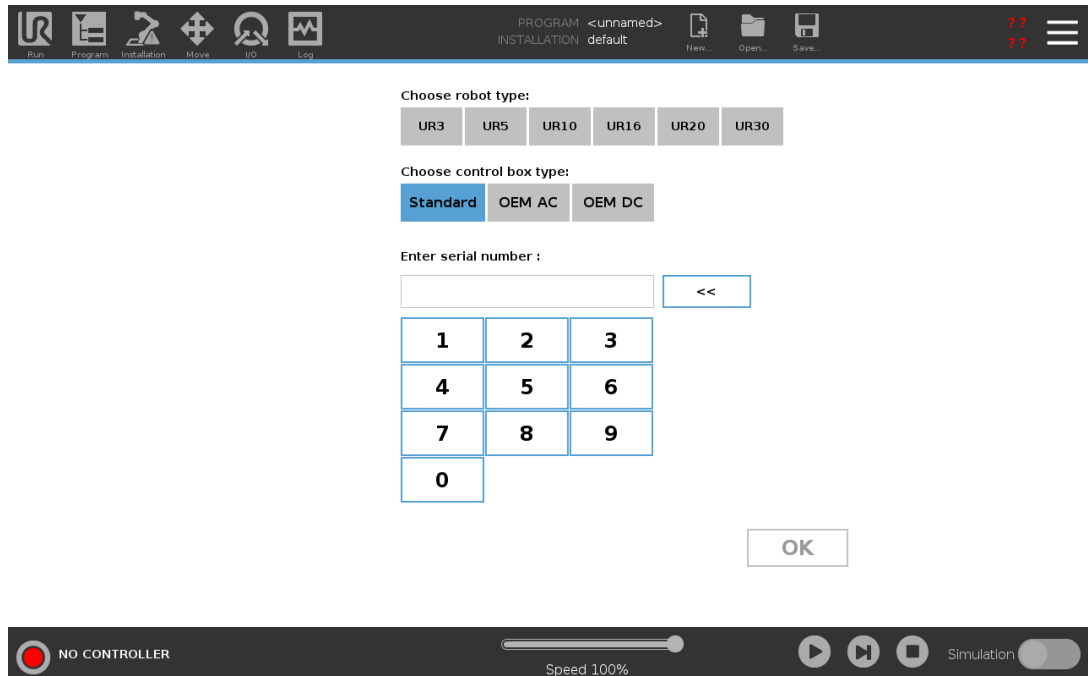 PROGRAM <unnamed>
INSTALLATION default
? ?
? ?
Run Program Installation Move I/O Log New... Open... Save...
Choose robot type:
UR3 UR5 UR10 UR16 UR20 UR30
Choose control box type:
Standard OEM AC OEM DC
Enter serial number :
<<
1 2 3
4 5 6
7 8 9
0
OK
NO CONTROLLER
Speed 100%
Simulation